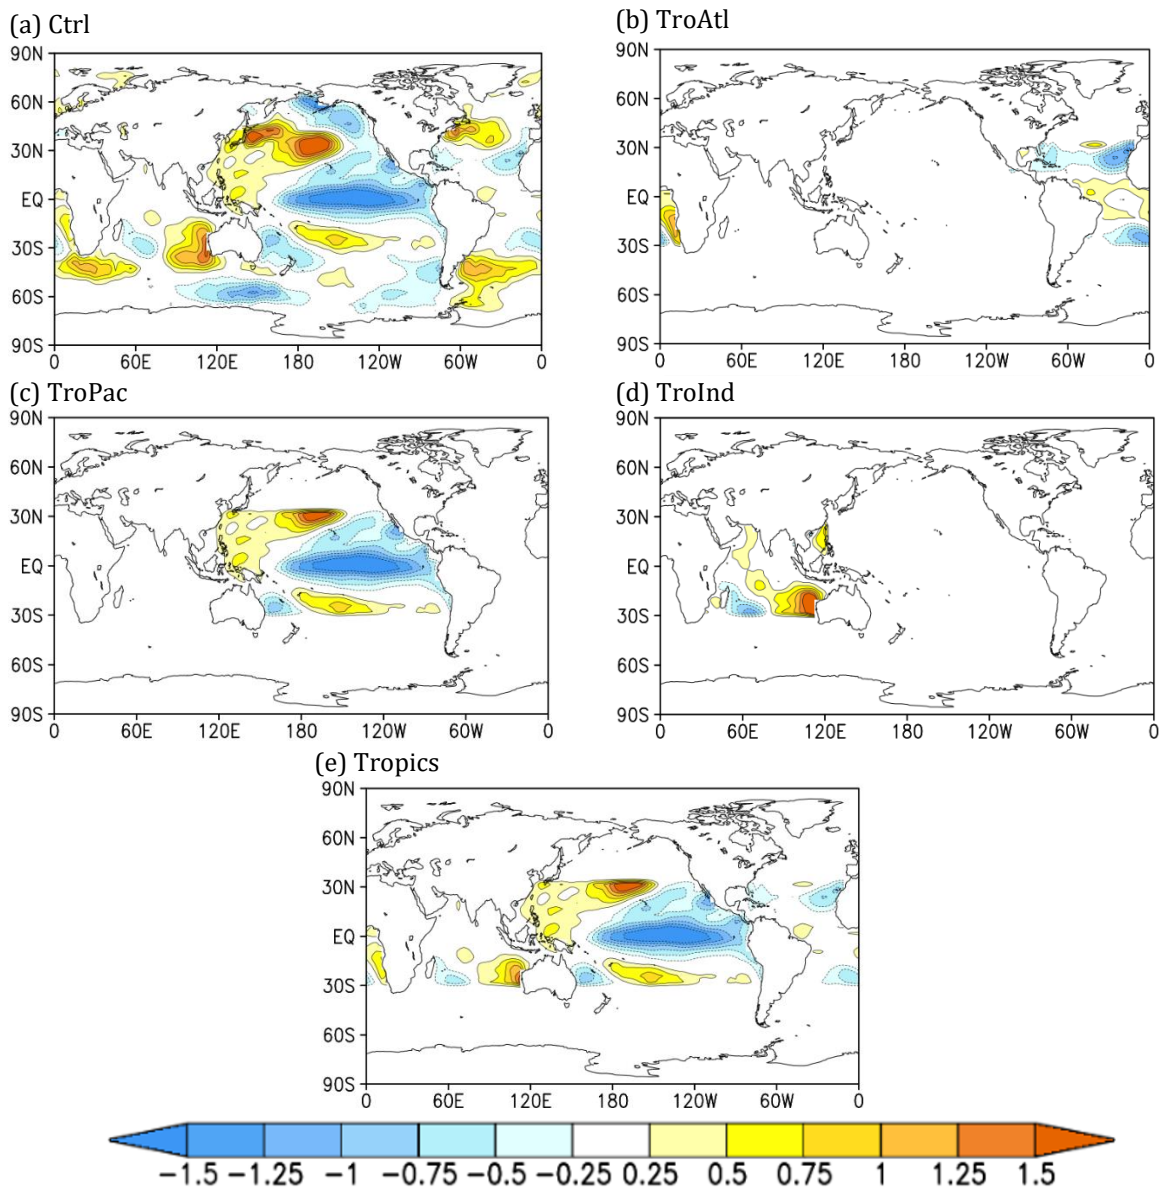 (a) Ctrl
(b) TroAtl
90N
60N
30N
EQ
30S
60S
90S
0 60E 120E 180 120W 60W 0
90N
60N
30N
EQ
30S
60S
90S
0 60E 120E 180 120W 60W 0
(c) TroPac
(d) TroInd
90N
60N
30N
EQ
30S
60S
90S
0 60E 120E 180 120W 60W 0
90N
60N
30N
EQ
30S
60S
90S
0 60E 120E 180 120W 60W 0
(e) Tropics
90N
60N
30N
EQ
30S
60S
90S
0 60E 120E 180 120W 60W 0
−1.5 −1.25 −1 −0.75 −0.5 −0.25 0.25 0.5 0.75 1 1.25 1.5